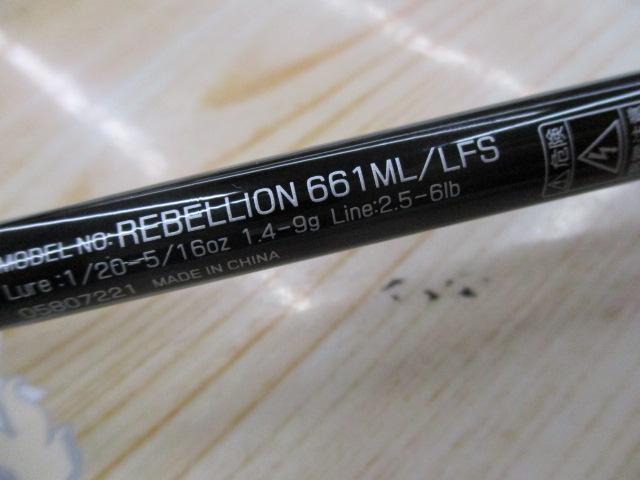 MODEL NO:REBELLION 661ML/LFS
Lure:1/20-5/16oz 1.4-9g Line:2.5-6lb
05807221 MADE IN CHINA
危険